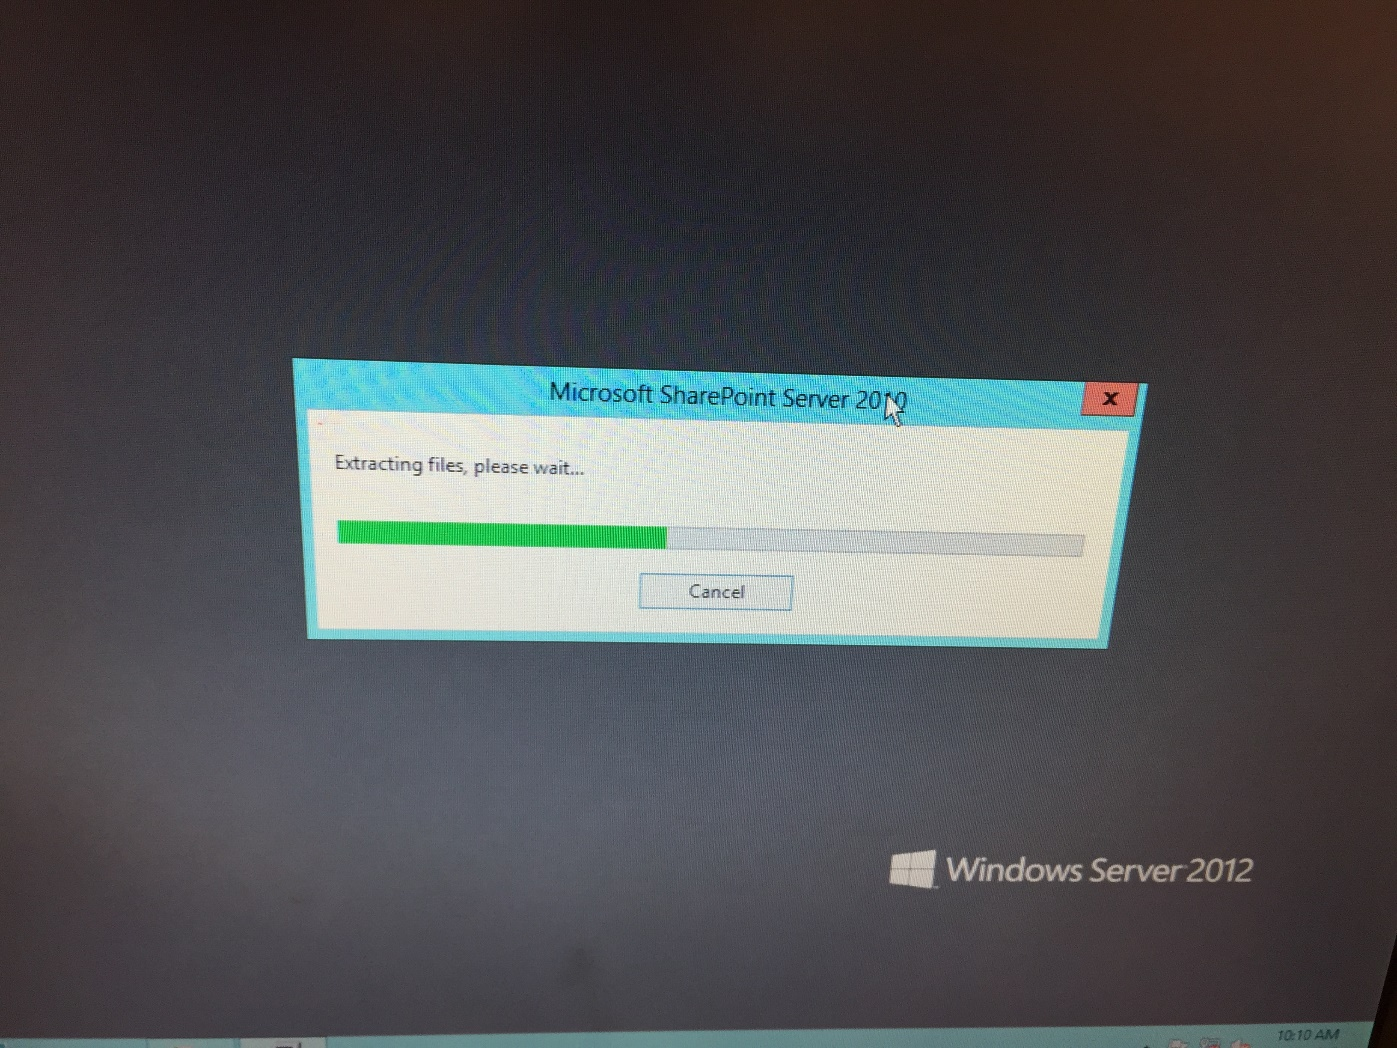 Microsoft SharePoint Server 2010
x
Extracting files, please wait...
Cancel
Windows Server 2012
10:10 AM